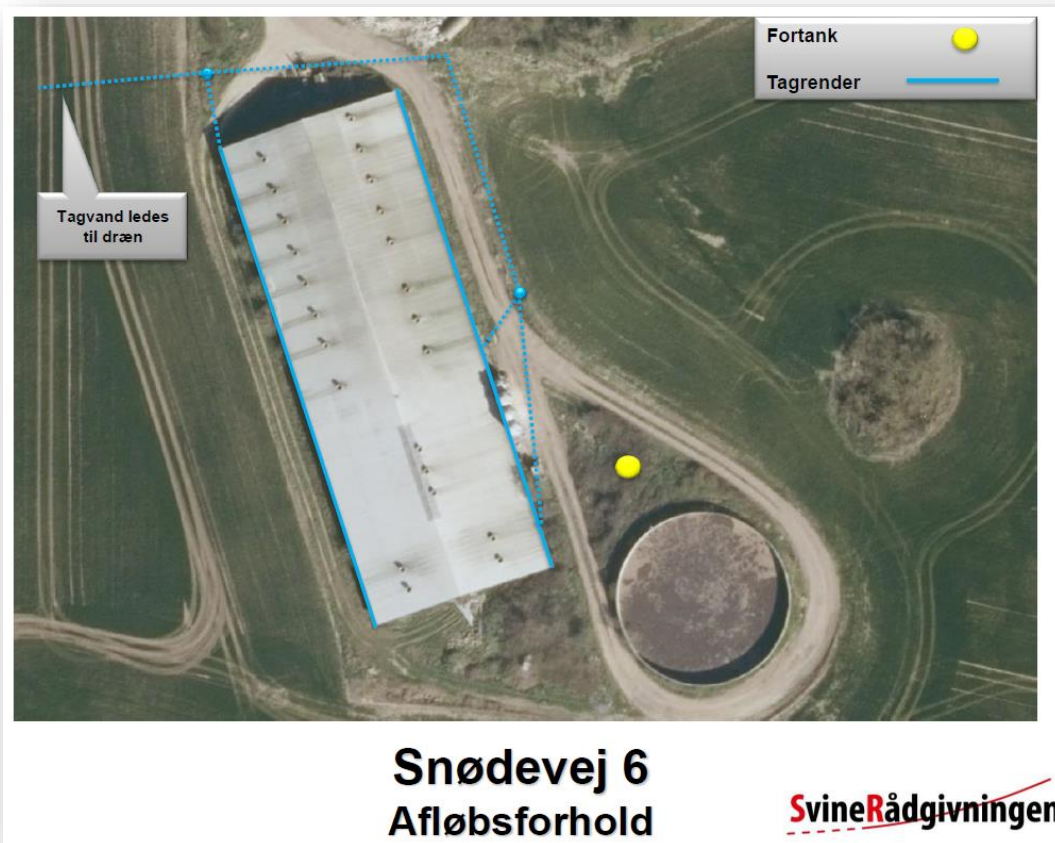 Fortank
Tagrender
Tagvand ledes
til dræn
Snødevej 6
Afløbsforhold
SvineRådgivningen